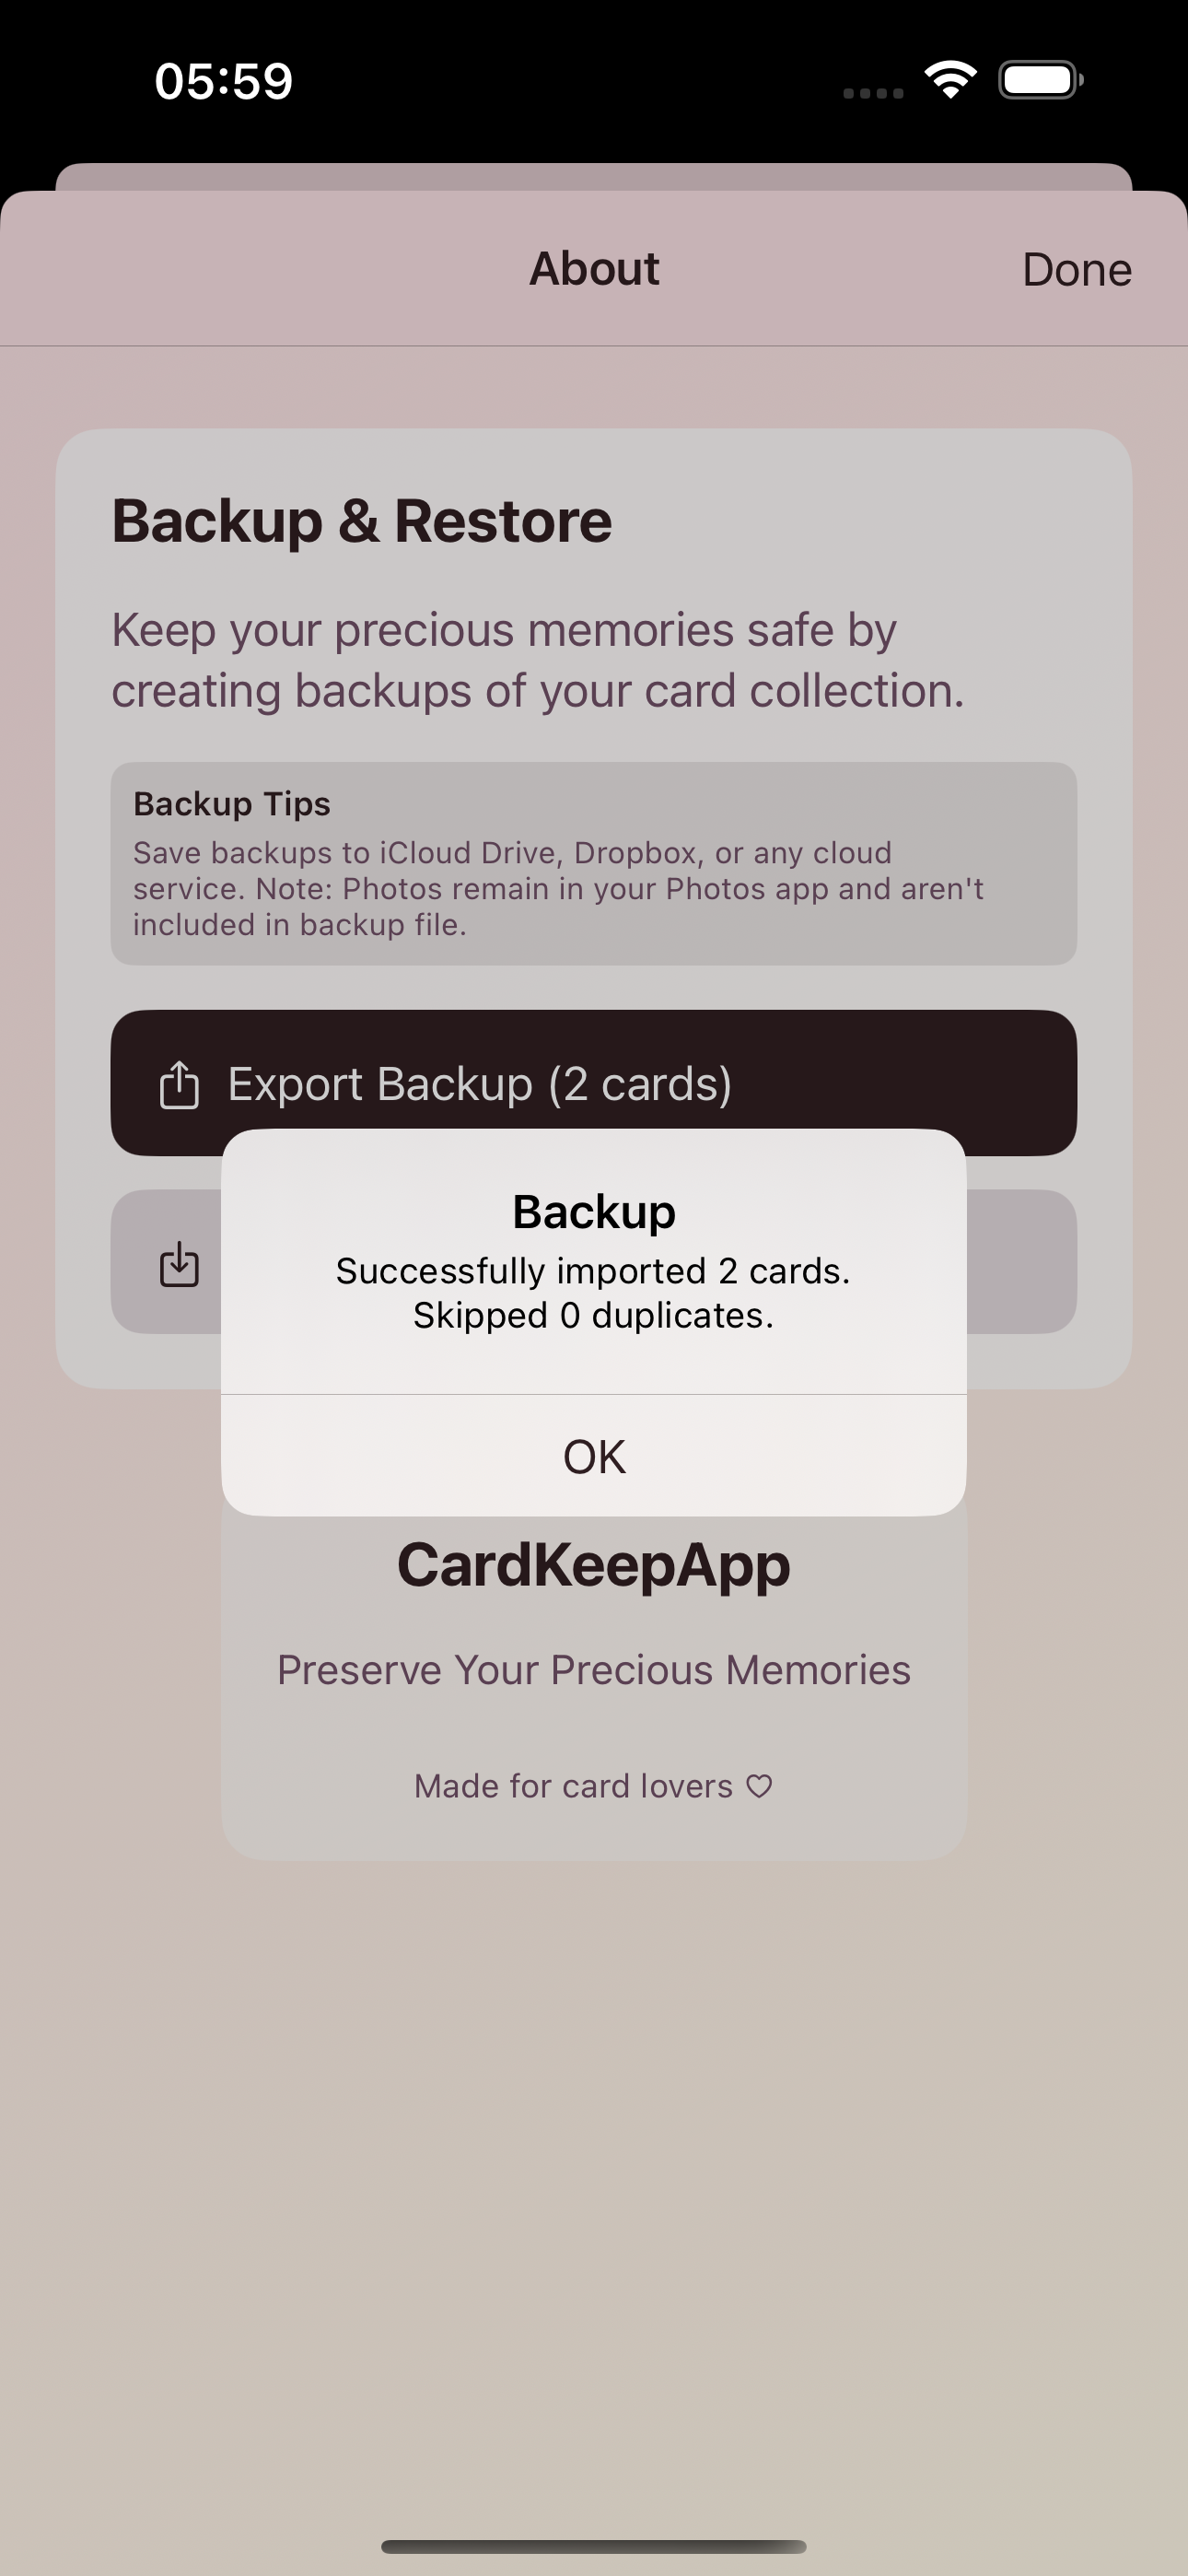 05:59
About
Done
Backup & Restore
Keep your precious memories safe by
creating backups of your card collection.
Backup Tips
Save backups to iCloud Drive, Dropbox, or any cloud
service. Note: Photos remain in your Photos app and aren't
included in backup file.
Export Backup (2 cards)
Backup
Successfully imported 2 cards.
Skipped 0 duplicates.
OK
CardKeepApp
Preserve Your Precious Memories
Made for card lovers ♡